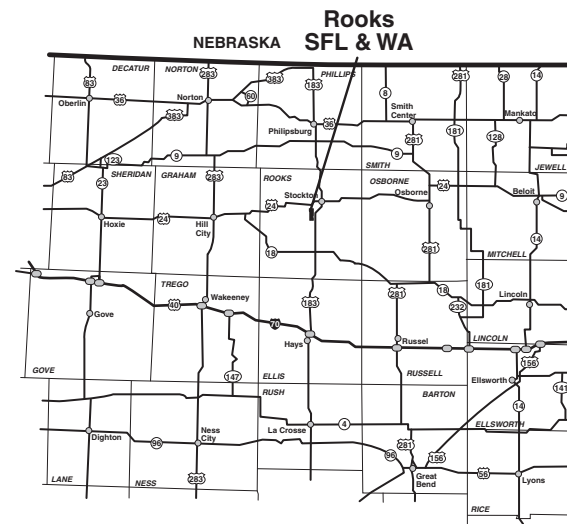 Rooks
SFL & WA
NEBRASKA
DECATUR
NORTON
PHILLIPS
83
283
383
183
8
281
28
14
Oberlin
36
Norton
60
383
Philipsburg
36
Smith
Center
281
181
Mankato
128
9
9
123
83
SHERIDAN
GRAHAM
ROOKS
SMITH
JEWELL
OSBORNE
23
283
Stockton
24
Osborne
24
Beloit
9
Hoxie
24
Hill
City
18
281
14
MITCHELL
TREGO
Wakeeney
40
183
281
18
181
232
Lincoln
Gove
70
Hays
Russel
LINCOLN
156
GOVE
147
ELLIS
RUSSELL
Ellsworth
141
RUSH
BARTON
14
La Crosse
4
ELLSWORTH
Dighton
96
Ness
City
281
96
156
Great
Bend
56
Lyons
LANE
NESS
283
RICE